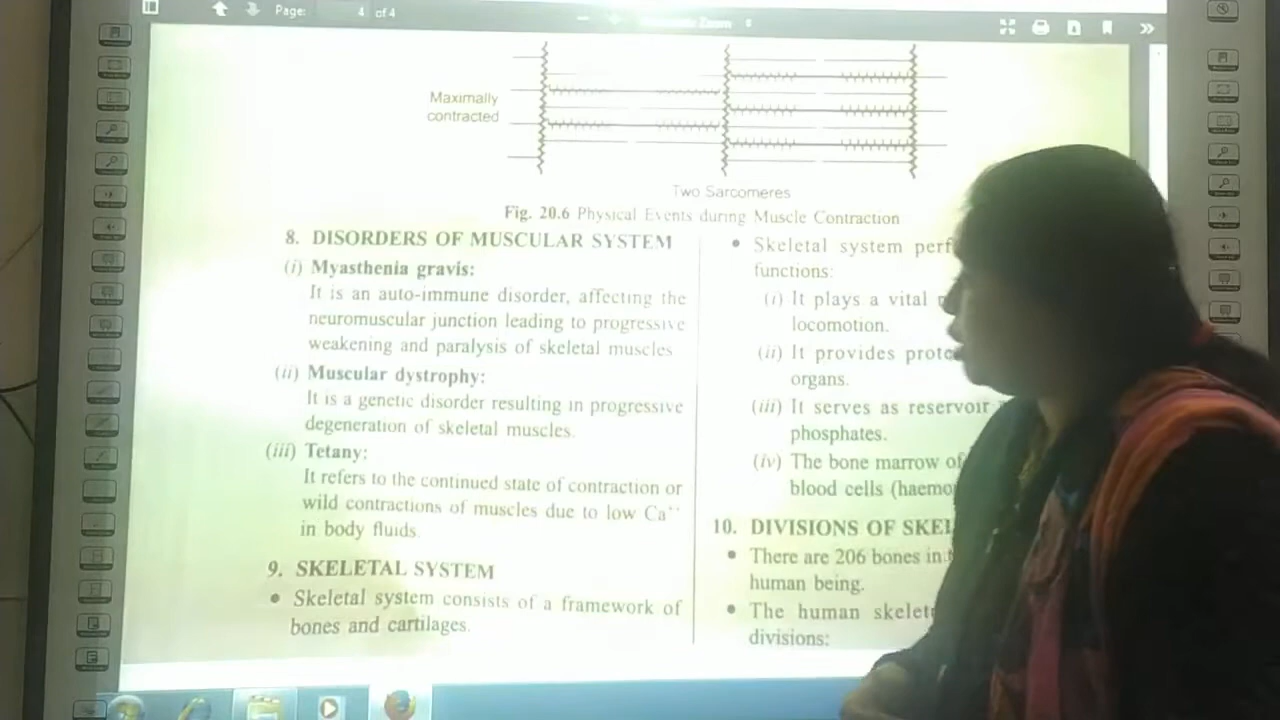 Page: 4 of 4
Zoom
Maximally
contracted
Two Sarcomeres
Fig. 20.6 Physical Events during Muscle Contraction
8. DISORDERS OF MUSCULAR SYSTEM
(i) Myasthenia gravis:
It is an auto-immune disorder, affecting the
neuromuscular junction leading to progressive
weakening and paralysis of skeletal muscles
(ii) Muscular dystrophy:
It is a genetic disorder resulting in progressive
degeneration of skeletal muscles.
(iii) Tetany:
It refers to the continued state of contraction or
wild contractions of muscles due to low Ca++
in body fluids.
9. SKELETAL SYSTEM
• Skeletal system consists of a framework of
bones and cartilages.
• Skeletal system perf
functions:
(i) It plays a vital
locomotion.
(ii) It provides prote
organs.
(iii) It serves as reservoir
phosphates.
(iv) The bone marrow of
blood cells (haemo
10. DIVISIONS OF SKEL
• There are 206 bones in
human being.
• The human skelet
divisions: